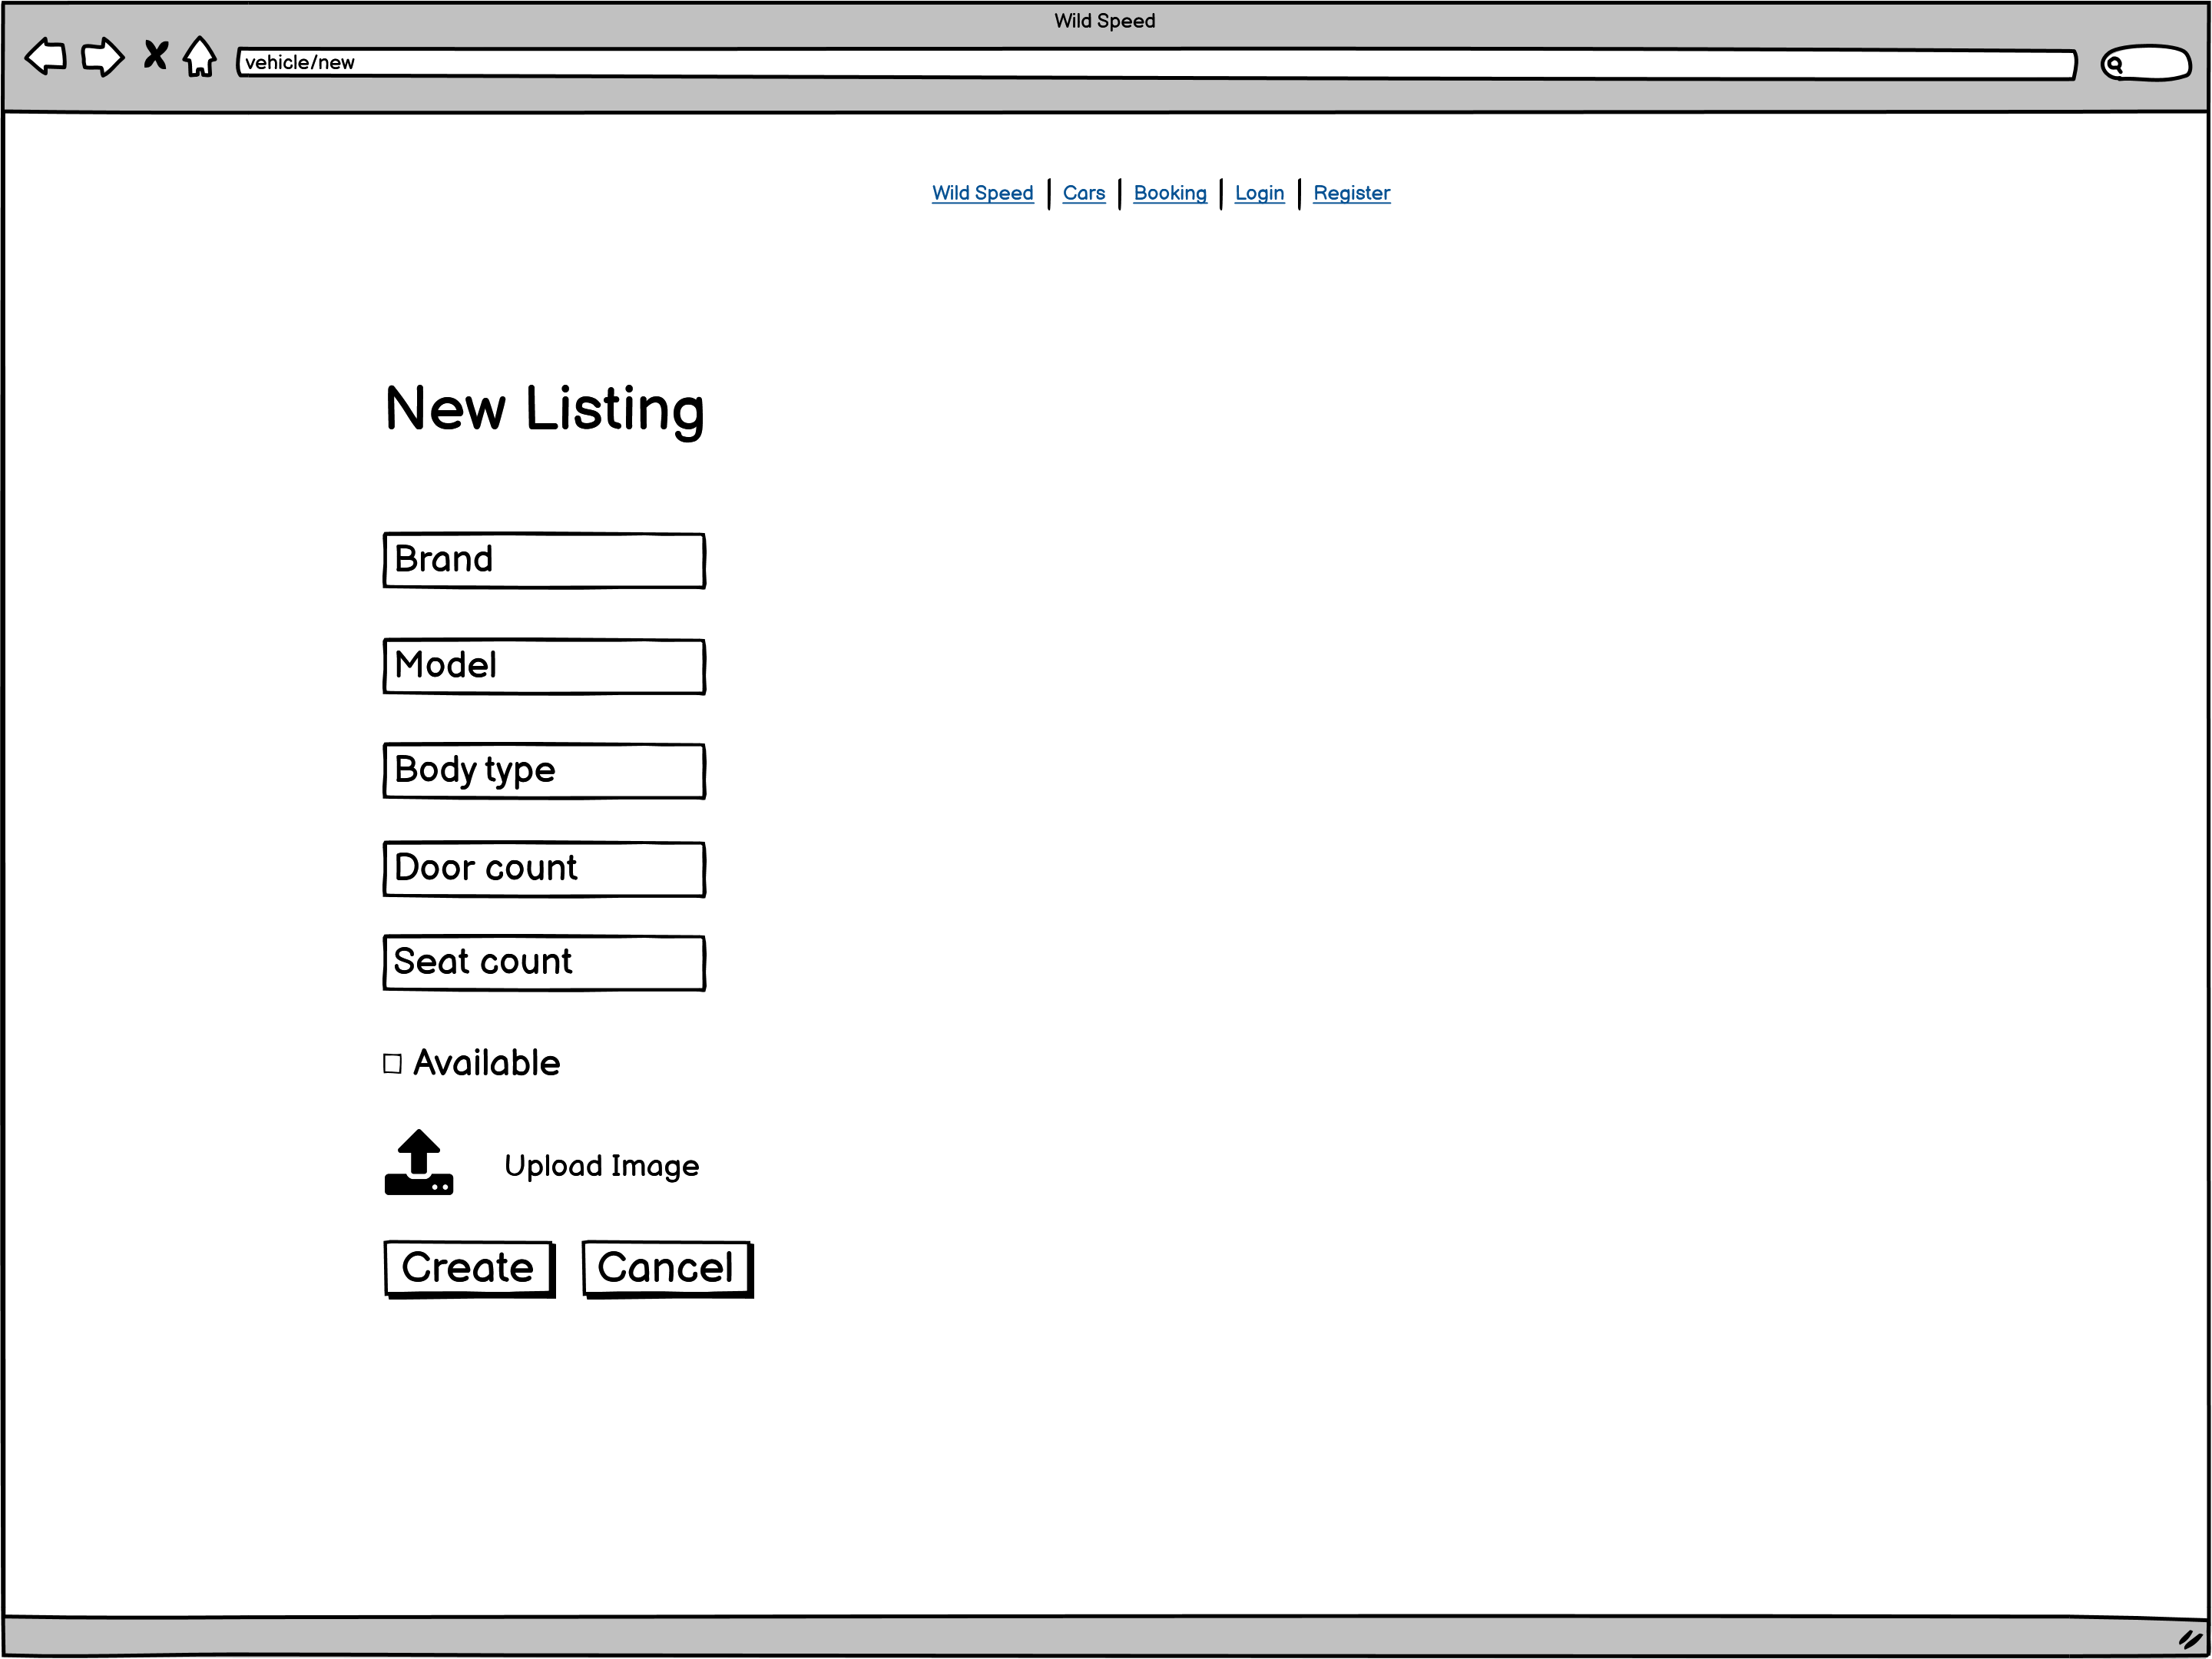 Wild Speed
vehicle/new
Wild Speed | Cars | Booking | Login | Register
New Listing
Brand
Model
Body type
Door count
Seat count
Available
Upload Image
Create Cancel